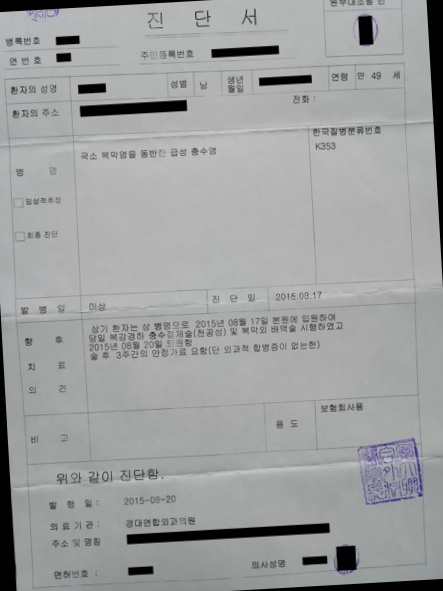 진 단 서
원부대조필 인
병록번호
연 번 호
주민등록번호
환자의 성명
성별 남
생년
월일
연령 만 49 세
환자의 주소
전화 :
병 명
국소 복막염을 동반한 급성 충수염
한국질병분류번호
K353
임상적추정
최종 진단
발 병 일 미상
진 단 일 2015.08.17
향 후
치 료
의 견
상기 환자는 상 병명으로 2015년 08월 17일 본원에 입원하여
당일 복강경하 충수절제술(천공성) 및 복막외 배액술 시행하였고
2015년 08월 20일 퇴원함
술 후 3주간의 안정가료 요함(단 외과적 합병증이 없는한)
비 고
용 도
보험회사용
위와 같이 진단함.
발 행 일 : 2015-08-20
의 료 기 관 : 경대연합외과의원
주소 및 명칭
면허번호 :
의사성명